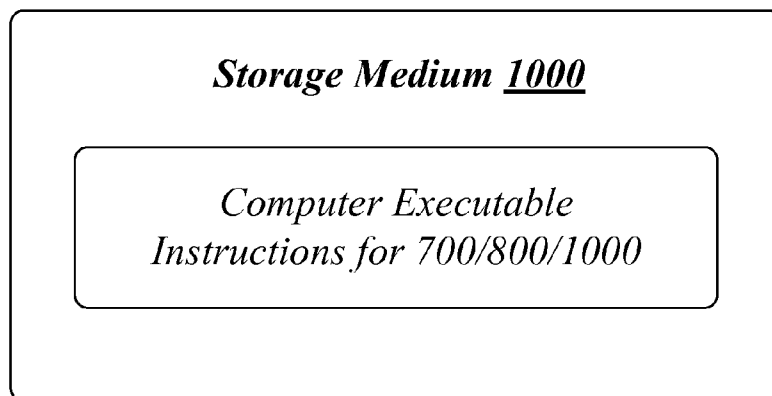 Storage Medium 1000
Computer Executable
Instructions for 700/800/1000